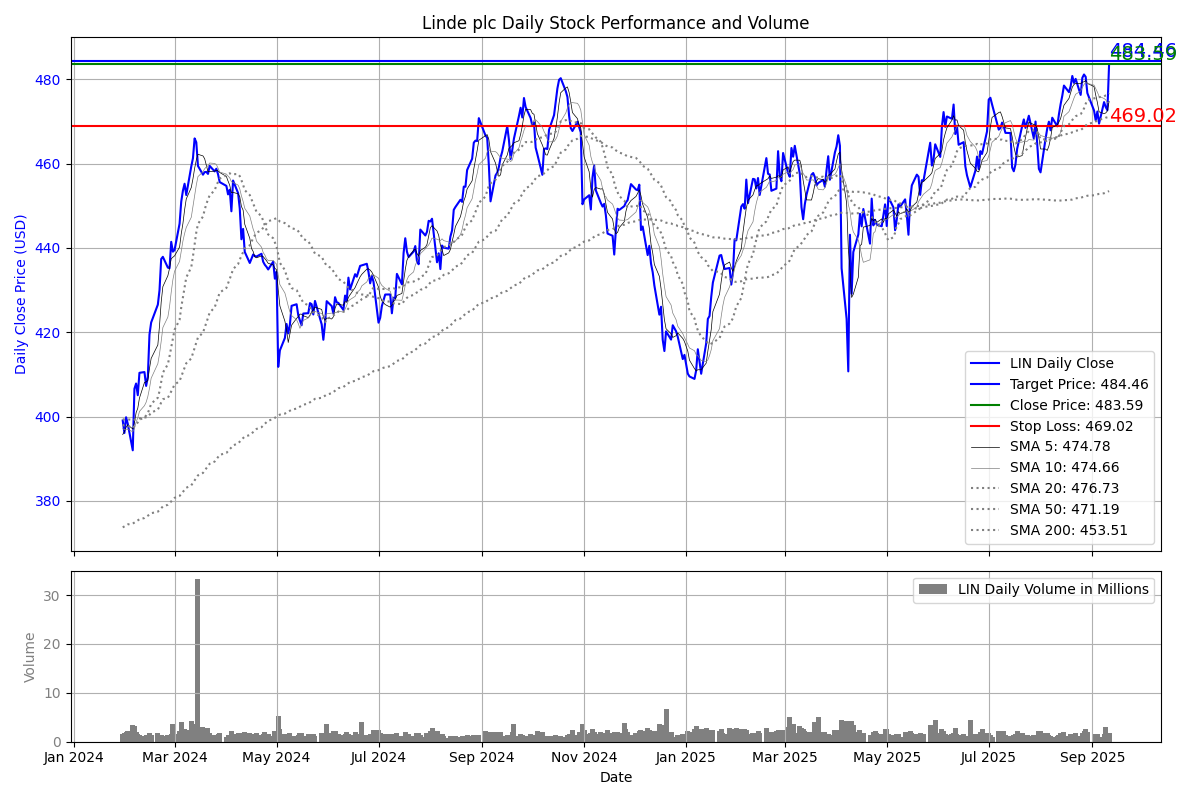 Linde plc Daily Stock Performance and Volume
484.46
483.59
469.02
Daily Close Price (USD)
480
460
440
420
400
380
LIN Daily Close
Target Price: 484.46
Close Price: 483.59
Stop Loss: 469.02
SMA 5: 474.78
SMA 10: 474.66
SMA 20: 476.73
SMA 50: 471.19
SMA 200: 453.51
Volume
30
20
10
0
LIN Daily Volume in Millions
Jan 2024
Mar 2024
May 2024
Jul 2024
Sep 2024
Nov 2024
Jan 2025
Mar 2025
May 2025
Jul 2025
Sep 2025
Date